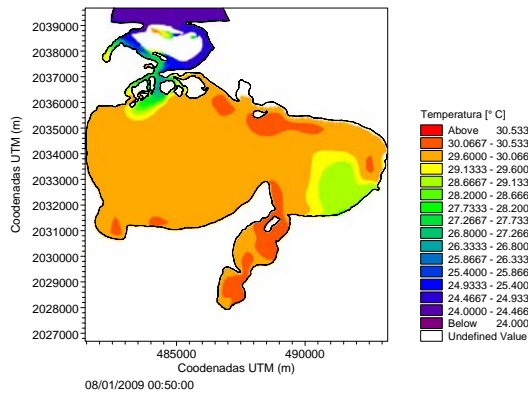 2039000
2038000
2037000
2036000
2035000
2034000
2033000
2032000
2031000
2030000
2029000
2028000
2027000
Coodenadas UTM (m)
485000 490000
Coodenadas UTM (m)
08/01/2009 00:50:00
Temperatura [° C]
Above 30.533
30.0667 - 30.533
29.6000 - 30.066
29.1333 - 29.600
28.6667 - 29.133
28.2000 - 28.666
27.7333 - 28.200
27.2667 - 27.733
26.8000 - 27.266
26.3333 - 26.800
25.8667 - 26.333
25.4000 - 25.866
24.9333 - 25.400
24.4667 - 24.933
24.0000 - 24.466
Below 24.000
Undefined Value